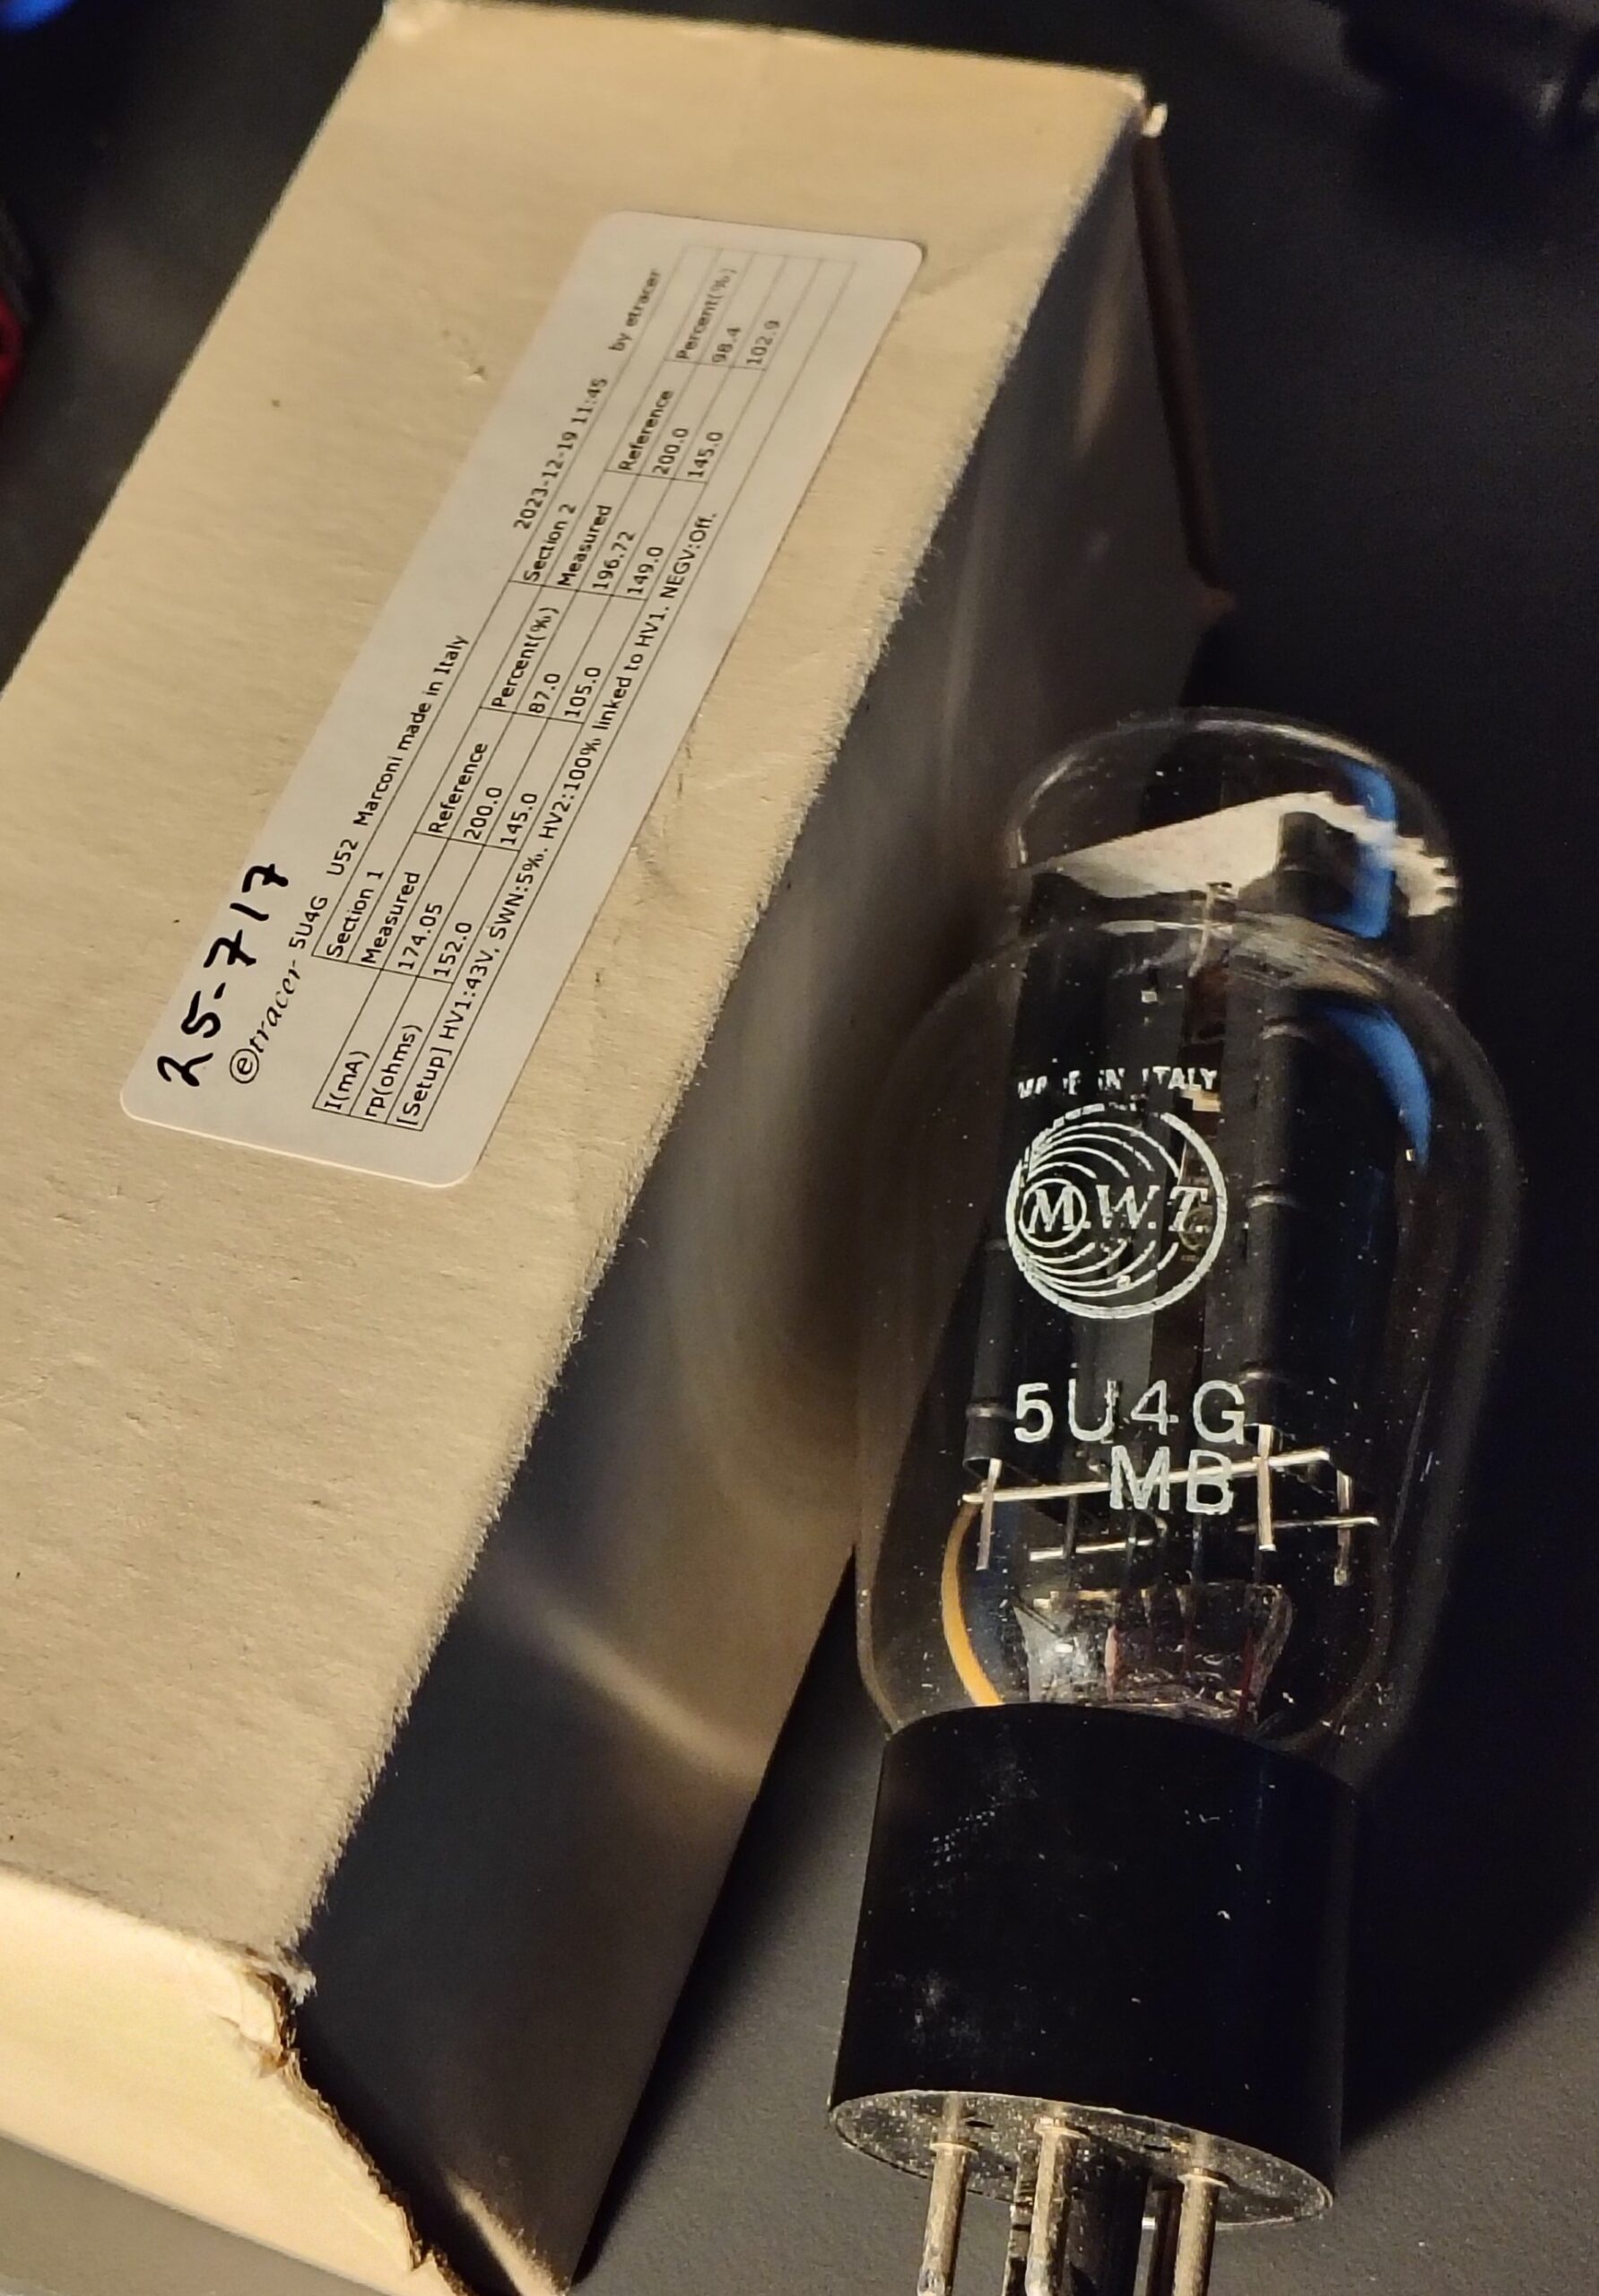 25-717
etracer 5U4G U52 Marconi made in Italy 2023-12-19 11:45 by etracer
Section 1 Section 2
Measured Reference Percent(%) Measured Reference Percent(%)
I(mA) 174.05 200.0 87.0 196.72 200.0 98.4
rp(ohms) 152.0 145.0 105.0 149.0 145.0 102.9
[Setup] HV1:43V, SWN:5%. HV2:100% linked to HV1. NEGV:Off.
MADE IN ITALY
M.W.T.
5U4G
MB